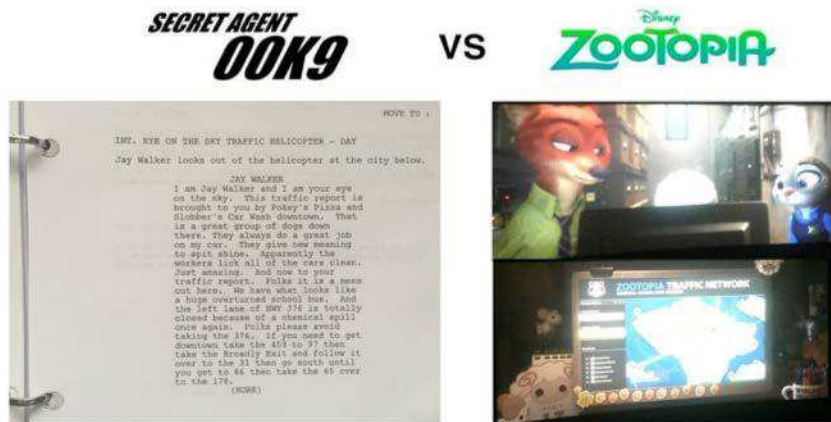 SECRET AGENT
OOK9
VS
Disney
ZOOTOPIA
MOVE TO :
INT. EYE ON THE SKY TRAFFIC HELICOPTER - DAY
Jay Walker looks out of the helicopter at the city below.
JAY WALKER
I am Jay Walker and I am your eye
on the sky. This traffic report is
brought to you by Pokey's Pizza and
Slobber's Car Wash downtown. That
is a great group of dogs down
there. They always do a great job
on my car. They give new meaning
to spit shine. Apparently the
workers lick all of the cars clean.
Just amazing. And now to your
traffic report. Folks it is a mess
out here. We have what looks like
a huge overturned school bus. And
the left lane of HWY 376 is totally
closed because of a chemical spill
once again. Folks please avoid
taking the 376. If you need to get
downtown take the 450 to 97 then
take the Broadly Exit and follow it
over to the 31 then go south until
you get to 66 then take the 65 over
to the 170.
(MORE)
ZOOTOPIA TRAFFIC NETWORK